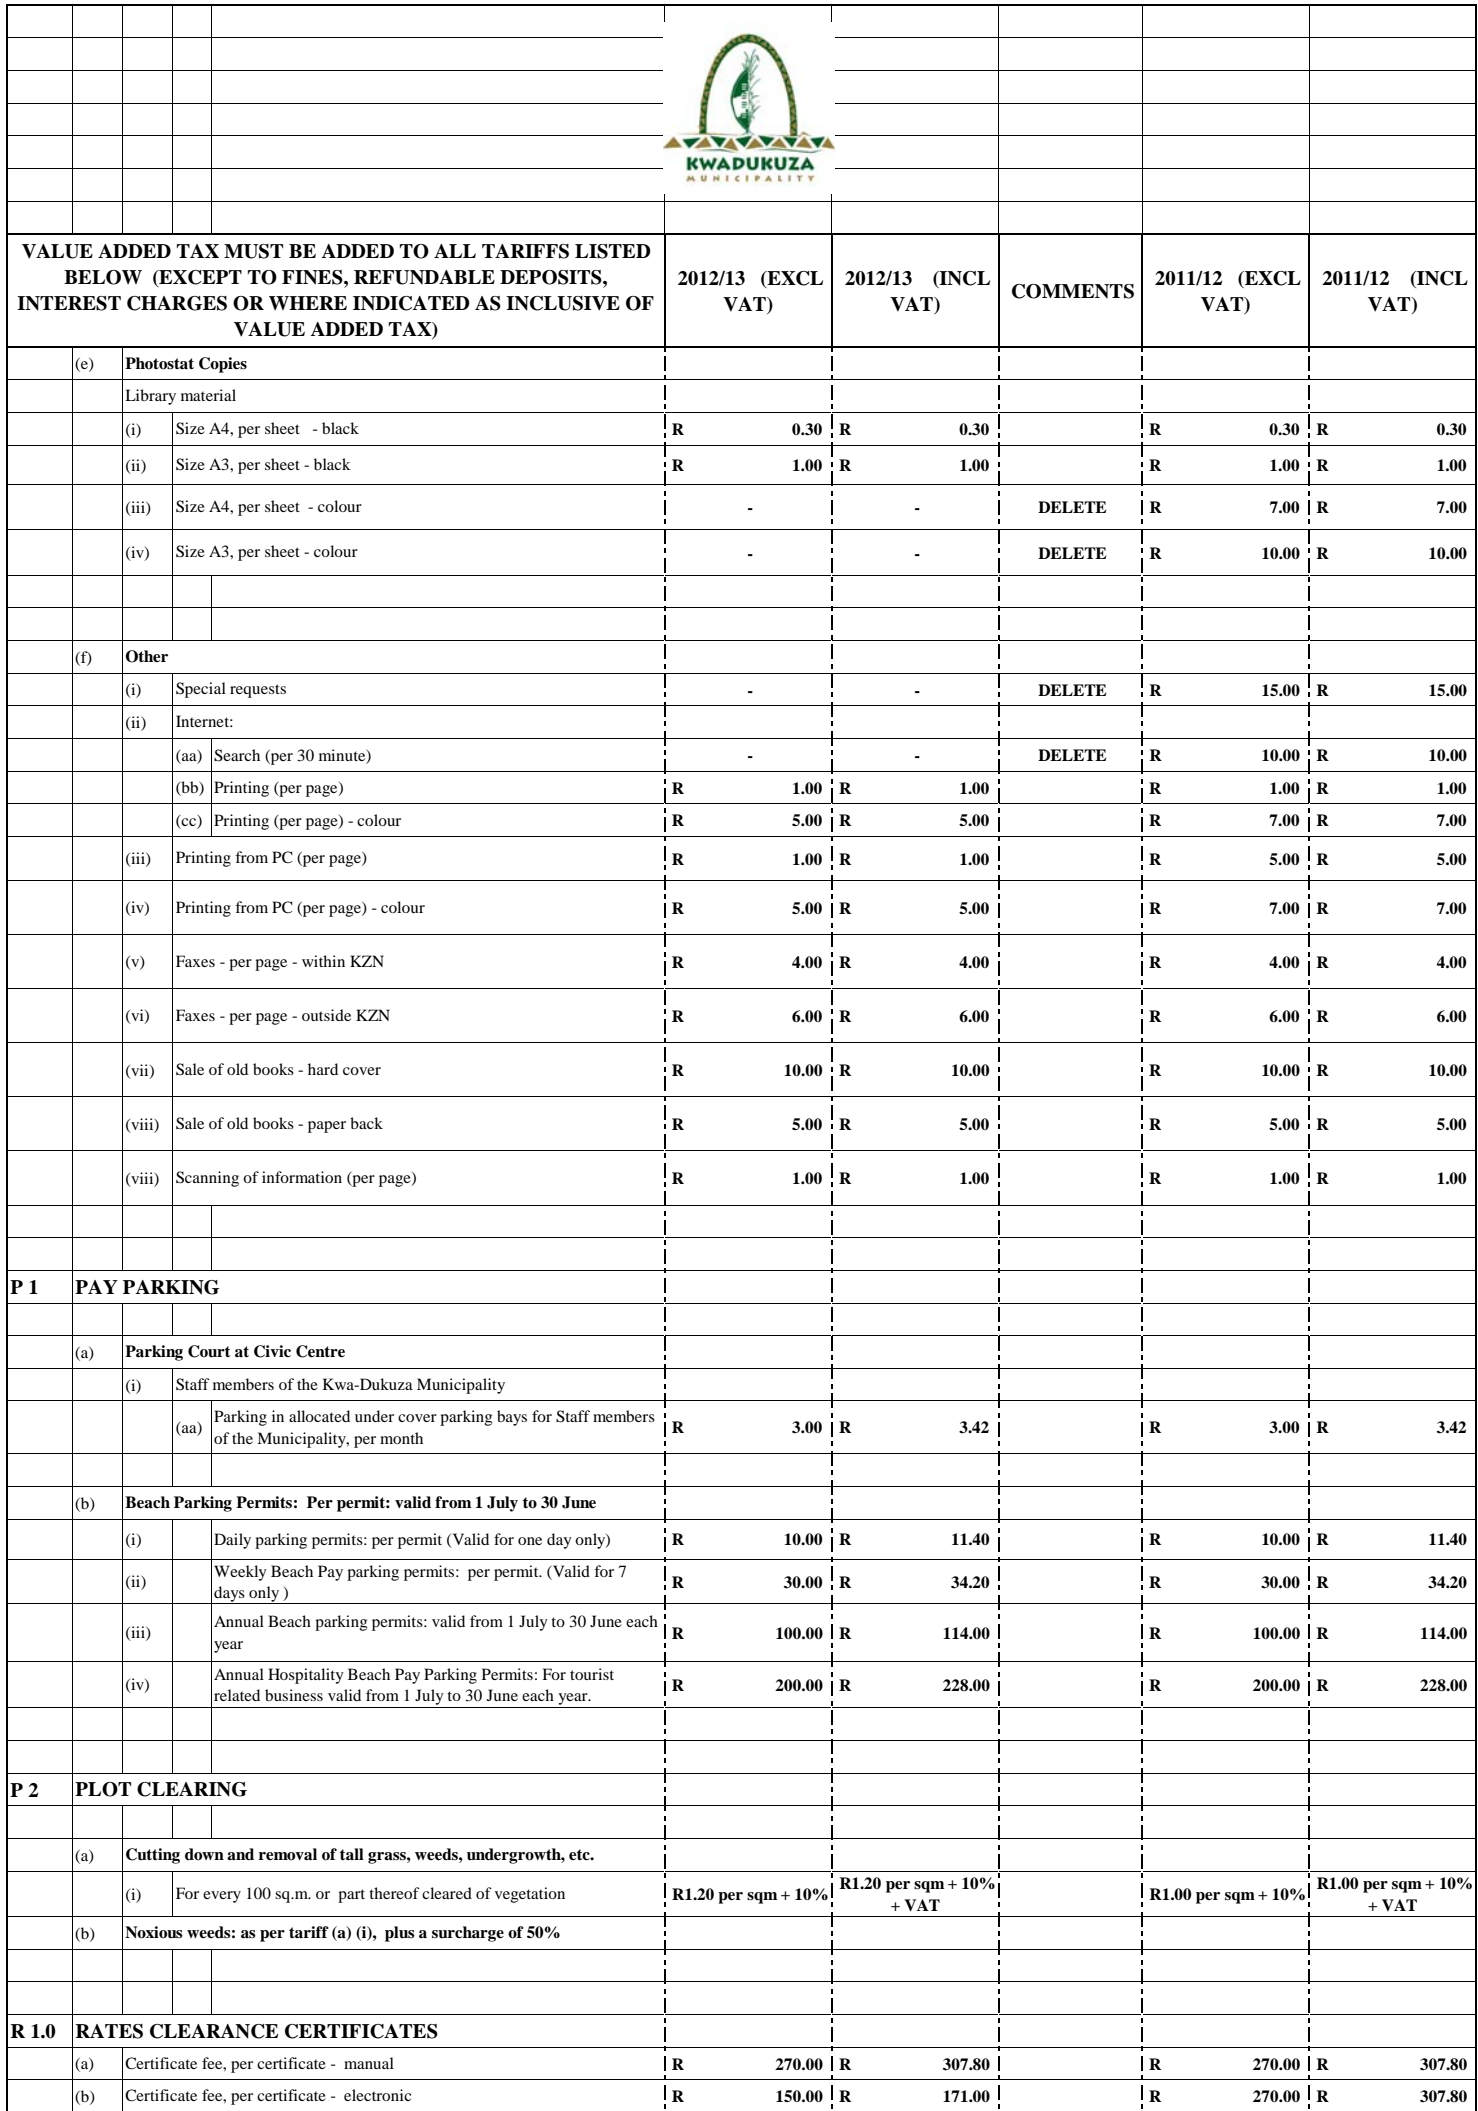 KWADUKUZA
MUNICIPALITY
VALUE ADDED TAX MUST BE ADDED TO ALL TARIFFS LISTED
BELOW (EXCEPT TO FINES, REFUNDABLE DEPOSITS,
INTEREST CHARGES OR WHERE INDICATED AS INCLUSIVE OF
VALUE ADDED TAX)
2012/13 (EXCL
VAT)
2012/13 (INCL
VAT)
COMMENTS
2011/12 (EXCL
VAT)
2011/12 (INCL
VAT)
(e) Photostat Copies
Library material
(i) Size A4, per sheet - black R 0.30 R 0.30 R 0.30 R 0.30
(ii) Size A3, per sheet - black R 1.00 R 1.00 R 1.00 R 1.00
(iii) Size A4, per sheet - colour - - DELETE R 7.00 R 7.00
(iv) Size A3, per sheet - colour - - DELETE R 10.00 R 10.00
(f) Other
(i) Special requests - - DELETE R 15.00 R 15.00
(ii) Internet:
(aa) Search (per 30 minute) - - DELETE R 10.00 R 10.00
(bb) Printing (per page) R 1.00 R 1.00 R 1.00 R 1.00
(cc) Printing (per page) - colour R 5.00 R 5.00 R 7.00 R 7.00
(iii) Printing from PC (per page) R 1.00 R 1.00 R 5.00 R 5.00
(iv) Printing from PC (per page) - colour R 5.00 R 5.00 R 7.00 R 7.00
(v) Faxes - per page - within KZN R 4.00 R 4.00 R 4.00 R 4.00
(vi) Faxes - per page - outside KZN R 6.00 R 6.00 R 6.00 R 6.00
(vii) Sale of old books - hard cover R 10.00 R 10.00 R 10.00 R 10.00
(viii) Sale of old books - paper back R 5.00 R 5.00 R 5.00 R 5.00
(viii) Scanning of information (per page) R 1.00 R 1.00 R 1.00 R 1.00
P 1 PAY PARKING
(a) Parking Court at Civic Centre
(i) Staff members of the Kwa-Dukuza Municipality
(aa) Parking in allocated under cover parking bays for Staff members
of the Municipality, per month R 3.00 R 3.42 R 3.00 R 3.42
(b) Beach Parking Permits: Per permit: valid from 1 July to 30 June
(i) Daily parking permits: per permit (Valid for one day only) R 10.00 R 11.40 R 10.00 R 11.40
(ii) Weekly Beach Pay parking permits: per permit. (Valid for 7
days only ) R 30.00 R 34.20 R 30.00 R 34.20
(iii) Annual Beach parking permits: valid from 1 July to 30 June each
year R 100.00 R 114.00 R 100.00 R 114.00
(iv) Annual Hospitality Beach Pay Parking Permits: For tourist
related business valid from 1 July to 30 June each year. R 200.00 R 228.00 R 200.00 R 228.00
P 2 PLOT CLEARING
(a) Cutting down and removal of tall grass, weeds, undergrowth, etc.
(i) For every 100 sq.m. or part thereof cleared of vegetation R1.20 per sqm + 10% R1.20 per sqm + 10%
+ VAT R1.00 per sqm + 10% R1.00 per sqm + 10%
+ VAT
(b) Noxious weeds: as per tariff (a) (i), plus a surcharge of 50%
R 1.0 RATES CLEARANCE CERTIFICATES
(a) Certificate fee, per certificate - manual R 270.00 R 307.80 R 270.00 R 307.80
(b) Certificate fee, per certificate - electronic R 150.00 R 171.00 R 270.00 R 307.80